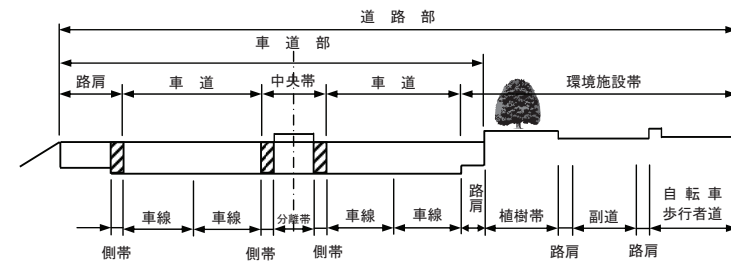 道路部
車道部
路肩 車道 中央帯 車道 環境施設帯
車線 車線 分離帯 車線 車線 路肩 植樹帯 副道 自転車
歩行者道
側帯 側帯 側帯 路肩 路肩